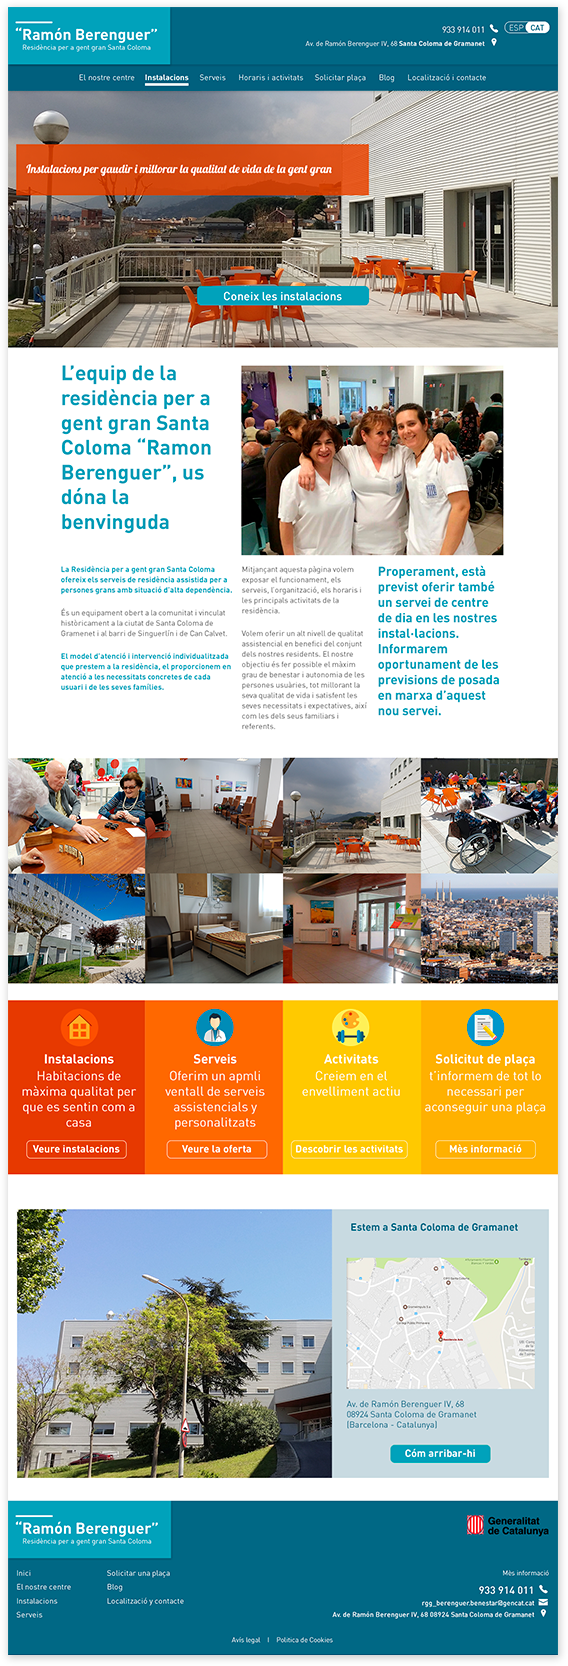 “Ramón Berenguer”
Residència per a gent gran Santa Coloma
933 914 011
ESP CAT
Av. de Ramón Berenguer IV, 68 Santa Coloma de Gramanet
El nostre centre Instalacions Serveis Horaris i activitats Solicitar plaça Blog Localització i contacte
Instalacions per gaudir i millorar la qualitat de vida de la gent gran
Coneix les instalacions
L’equip de la
residència per a
gent gran Santa
Coloma “Ramon
Berenguer”, us
dóna la
benvinguda
La Residència per a gent gran Santa Coloma
ofereix els serveis de residència assistida per a
persones grans amb situació d’alta dependència.
És un equipament obert a la comunitat i vinculat
històricament a la ciutat de Santa Coloma de
Gramenet i al barri de Singuerlín i de Can Calvet.
El model d’atenció i intervenció individualitzada
que prestem a la residència, el proporcionem en
atenció a les necessitats concretes de cada
usuari i de les seves famílies.
Mitjançant aquesta pàgina volem
exposar el funcionament, els
serveis, l’organització, els horaris i
les principals activitats de la
residència.
Volem oferir un alt nivell de qualitat
assistencial en benefici del conjunt
dels nostres residents. El nostre
objectiu és fer possible el màxim
grau de benestar i autonomia de les
persones usuàries, tot millorant la
seva qualitat de vida i satisfent les
seves necessitats i expectatives, així
com les dels seus familiars i
referents.
Properament, està
previst oferir també
un servei de centre
de dia en les nostres
instal·lacions.
Informarem
oportunament de les
previsions de posada
en marxa d’aquest
nou servei.
Instalacions
Habitacions de
màxima qualitat per
que es sentin com a
casa
Veure instalacions
Serveis
Oferim un apmli
ventall de serveis
assistencials y
personalitzats
Veure la oferta
Activitats
Creiem en el
envelliment actiu
Descobrir les activitats
Solicitut de plaça
t’informem de tot lo
necessari per
aconseguir una plaça
Mès informació
Estem a Santa Coloma de Gramanet
Av. de Ramón Berenguer IV, 68
08924 Santa Coloma de Gramanet
(Barcelona - Catalunya)
Cóm arribar-hi
“Ramón Berenguer”
Residència per a gent gran Santa Coloma
Generalitat
de Catalunya
Inici
El nostre centre
Instalacions
Serveis
Solicitar una plaça
Blog
Localització y contacte
Mès informació
933 914 011
rgg_berenguer.benestar@gencat.cat
Av. de Ramón Berenguer IV, 68 08924 Santa Coloma de Gramanet
Avís legal | Politica de Cookies